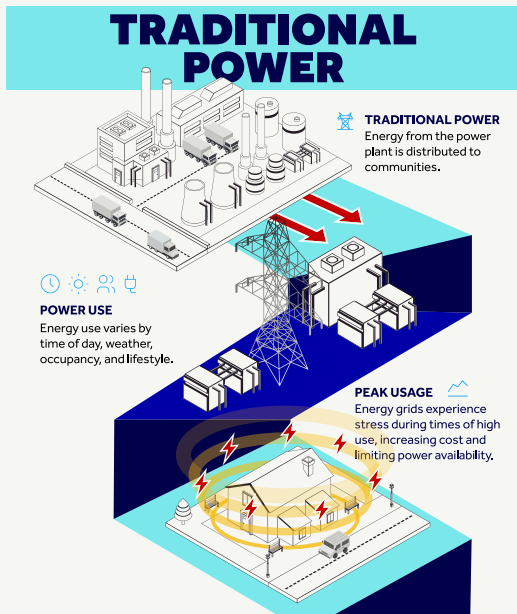 TRADITIONAL
POWER
TRADITIONAL POWER
Energy from the power
plant is distributed to
communities.
POWER USE
Energy use varies by
time of day, weather,
occupancy, and lifestyle.
PEAK USAGE
Energy grids experience
stress during times of high
use, increasing cost and
limiting power availability.